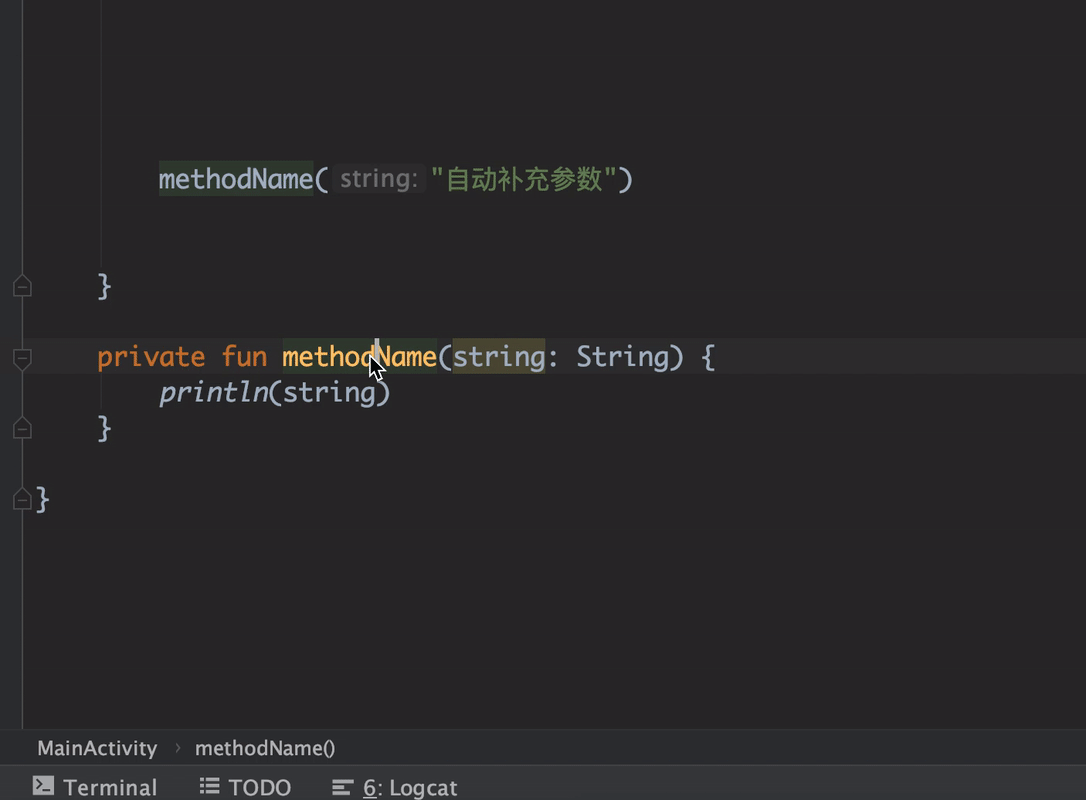 methodName( string: "自动补充参数")
}
private fun methodName(string: String) {
println(string)
}
}
MainActivity › methodName()
Terminal TODO 6: Logcat